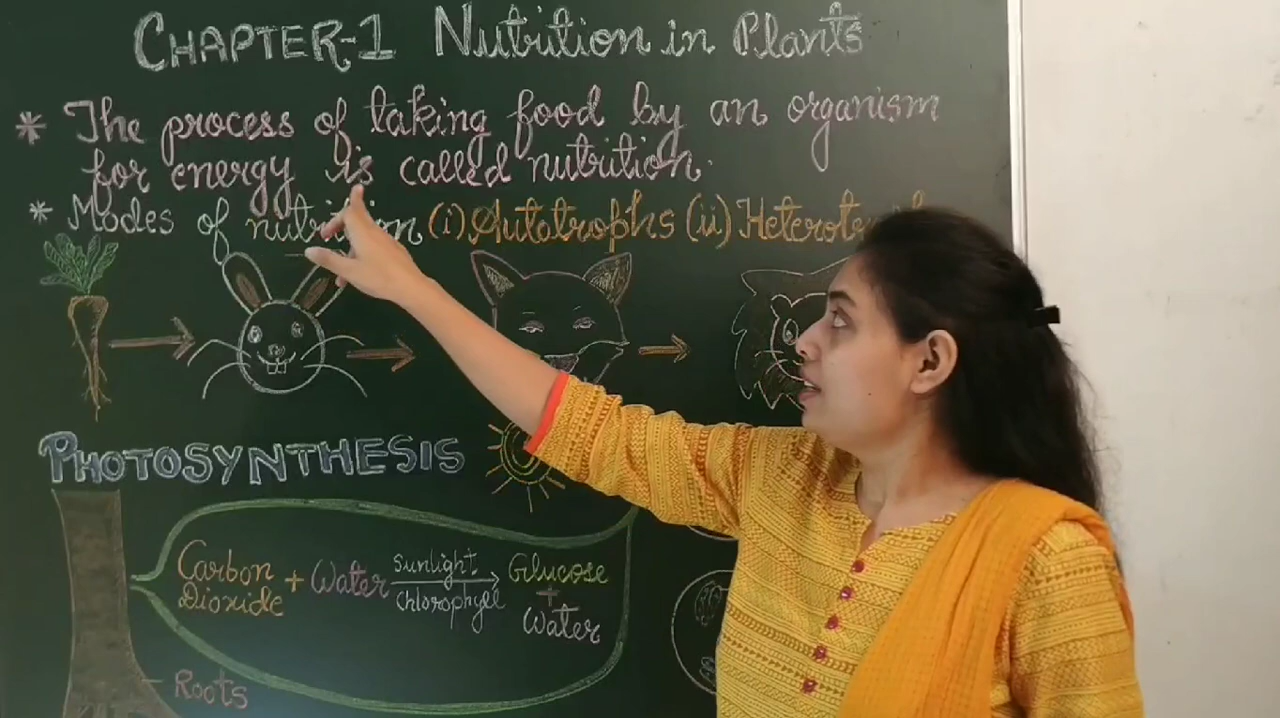 CHAPTER-1 Nutrition in Plants
* The process of taking food by an organism
for energy is called nutrition.
* Modes of nutrition (i) Autotrophs (ii)
PHOTOSYNTHESIS
Carbon Dioxide + Water
Sunlight
Chlorophyll
Glucose
+
Water
Roots